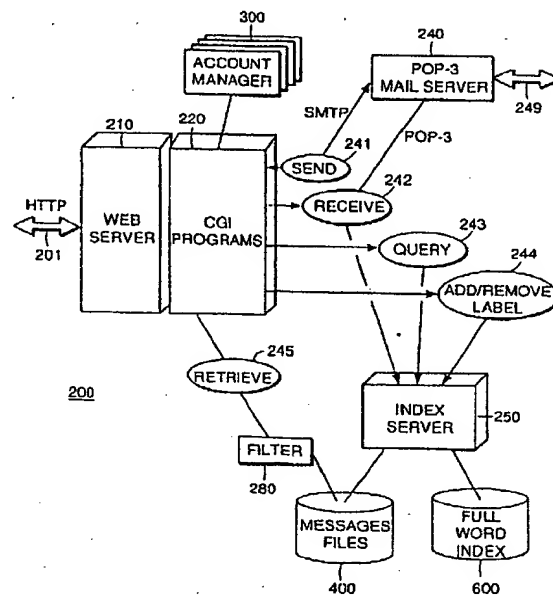 300
ACCOUNT
MANAGER
240
POP-3
MAIL SERVER
249
SMTP
POP-3
210
220
SEND
241
242
RECEIVE
HTTP
201
WEB
SERVER
CGI
PROGRAMS
QUERY
243
244
ADD/REMOVE
LABEL
245
RETRIEVE
200
INDEX
SERVER
250
FILTER
280
MESSAGES
FILES
400
FULL
WORD
INDEX
600